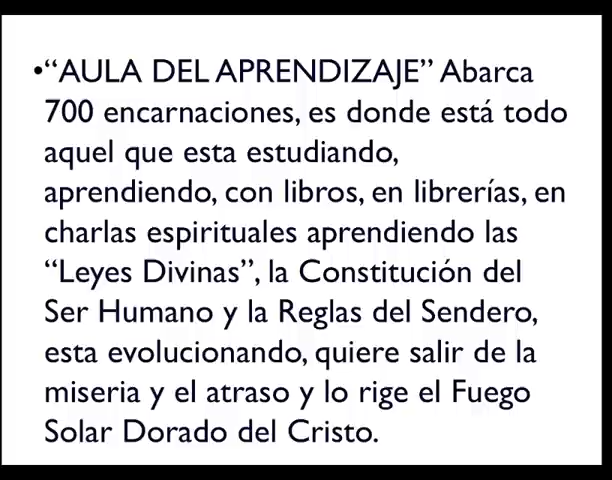 •“AULA DEL APRENDIZAJE” Abarca
700 encarnaciones, es donde está todo
aquel que esta estudiando,
aprendiendo, con libros, en librerías, en
charlas espirituales aprendiendo las
“Leyes Divinas”, la Constitución del
Ser Humano y la Reglas del Sendero,
esta evolucionando, quiere salir de la
miseria y el atraso y lo rige el Fuego
Solar Dorado del Cristo.